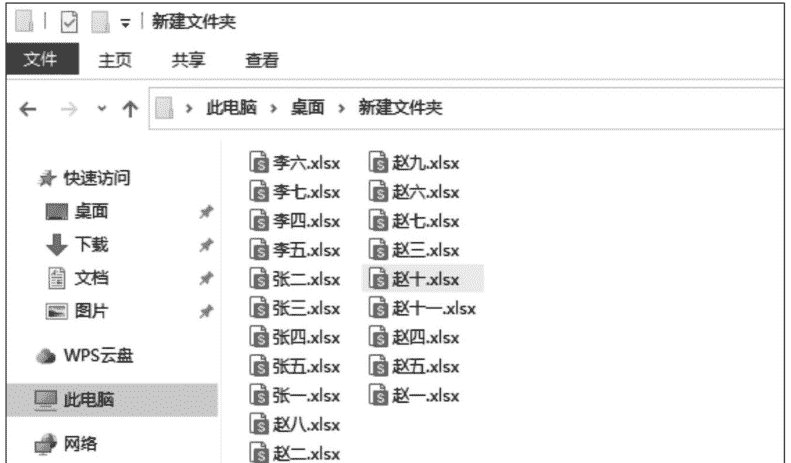 新建文件夹
文件 主页 共享 查看
此电脑 > 桌面 > 新建文件夹
快速访问
桌面
下载
文档
图片
WPS云盘
此电脑
网络
李六.xlsx
李七.xlsx
李四.xlsx
李五.xlsx
张二.xlsx
张三.xlsx
张四.xlsx
张五.xlsx
张一.xlsx
赵八.xlsx
赵二.xlsx
赵九.xlsx
赵六.xlsx
赵七.xlsx
赵三.xlsx
赵十.xlsx
赵十一.xlsx
赵四.xlsx
赵五.xlsx
赵一.xlsx